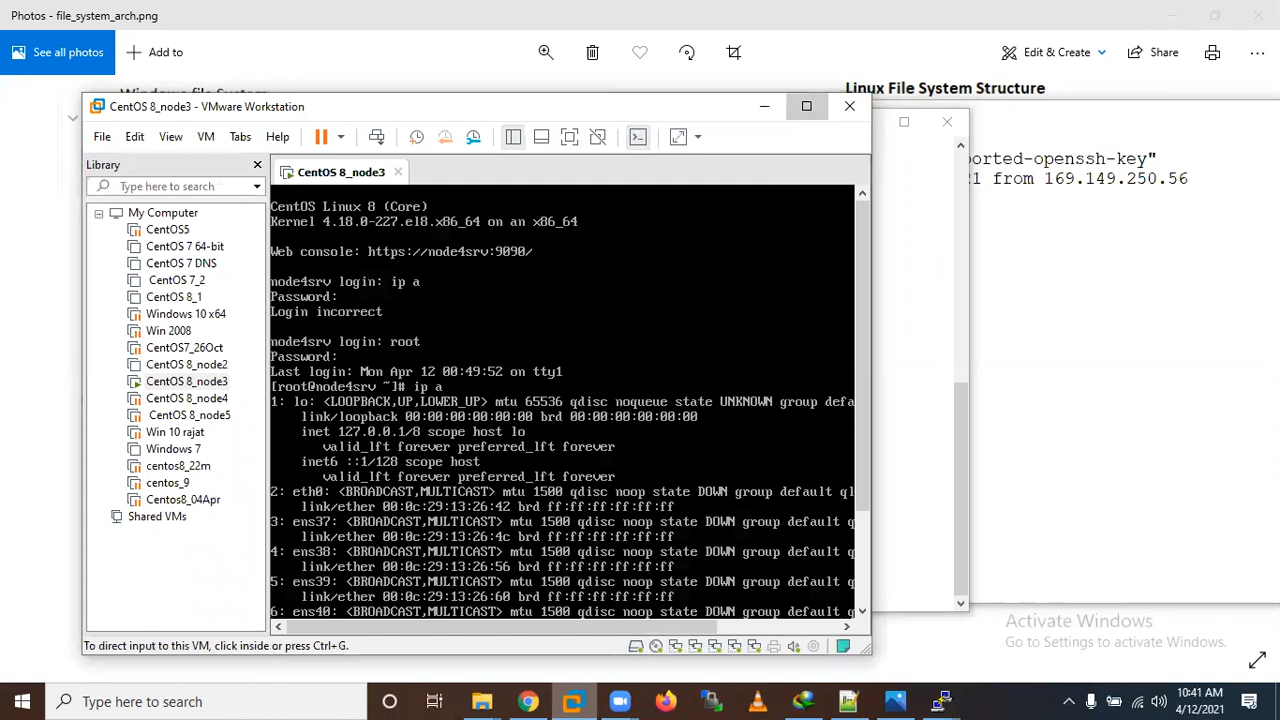 Photos - file_system_arch.png
See all photos
Add to
Edit & Create
Share
Linux File System Structure
CentOS 8_node3 - VMware Workstation
File Edit View VM Tabs Help
ported-openssh-key"
21 from 169.149.250.56
Library
Type here to search
CentOS 8_node3
My Computer
CentOS5
CentOS 7 64-bit
CentOS 7 DNS
CentOS 7_2
CentOS 8_1
Windows 10 x64
Win 2008
CentOS7_26Oct
CentOS 8_node2
CentOS 8_node3
CentOS 8_node4
CentOS 8_node5
Win 10 rajat
Windows 7
centos8_22m
centos_9
Centos8_04Apr
Shared VMs
CentOS Linux 8 (Core)
Kernel 4.18.0-227.el8.x86_64 on an x86_64
Web console: https://node4srv:9090/
node4srv login: ip a
Password:
Login incorrect
node4srv login: root
Password:
Last login: Mon Apr 12 00:49:52 on tty1
[root@node4srv ~]# ip a
1: lo: <LOOPBACK,UP,LOWER_UP> mtu 65536 qdisc noqueue state UNKNOWN group defa
link/loopback 00:00:00:00:00:00 brd 00:00:00:00:00:00
inet 127.0.0.1/8 scope host lo
valid_lft forever preferred_lft forever
inet6 ::1/128 scope host
valid_lft forever preferred_lft forever
2: eth0: <BROADCAST,MULTICAST> mtu 1500 qdisc noop state DOWN group default ql
link/ether 00:0c:29:13:26:42 brd ff:ff:ff:ff:ff:ff
3: ens37: <BROADCAST,MULTICAST> mtu 1500 qdisc noop state DOWN group default q
link/ether 00:0c:29:13:26:4c brd ff:ff:ff:ff:ff:ff
4: ens38: <BROADCAST,MULTICAST> mtu 1500 qdisc noop state DOWN group default q
link/ether 00:0c:29:13:26:56 brd ff:ff:ff:ff:ff:ff
5: ens39: <BROADCAST,MULTICAST> mtu 1500 qdisc noop state DOWN group default q
link/ether 00:0c:29:13:26:60 brd ff:ff:ff:ff:ff:ff
6: ens40: <BROADCAST,MULTICAST> mtu 1500 qdisc noop state DOWN group default q
To direct input to this VM, click inside or press Ctrl+G.
Activate Windows
Go to Settings to activate Windows.
Type here to search
10:41 AM
4/12/2021